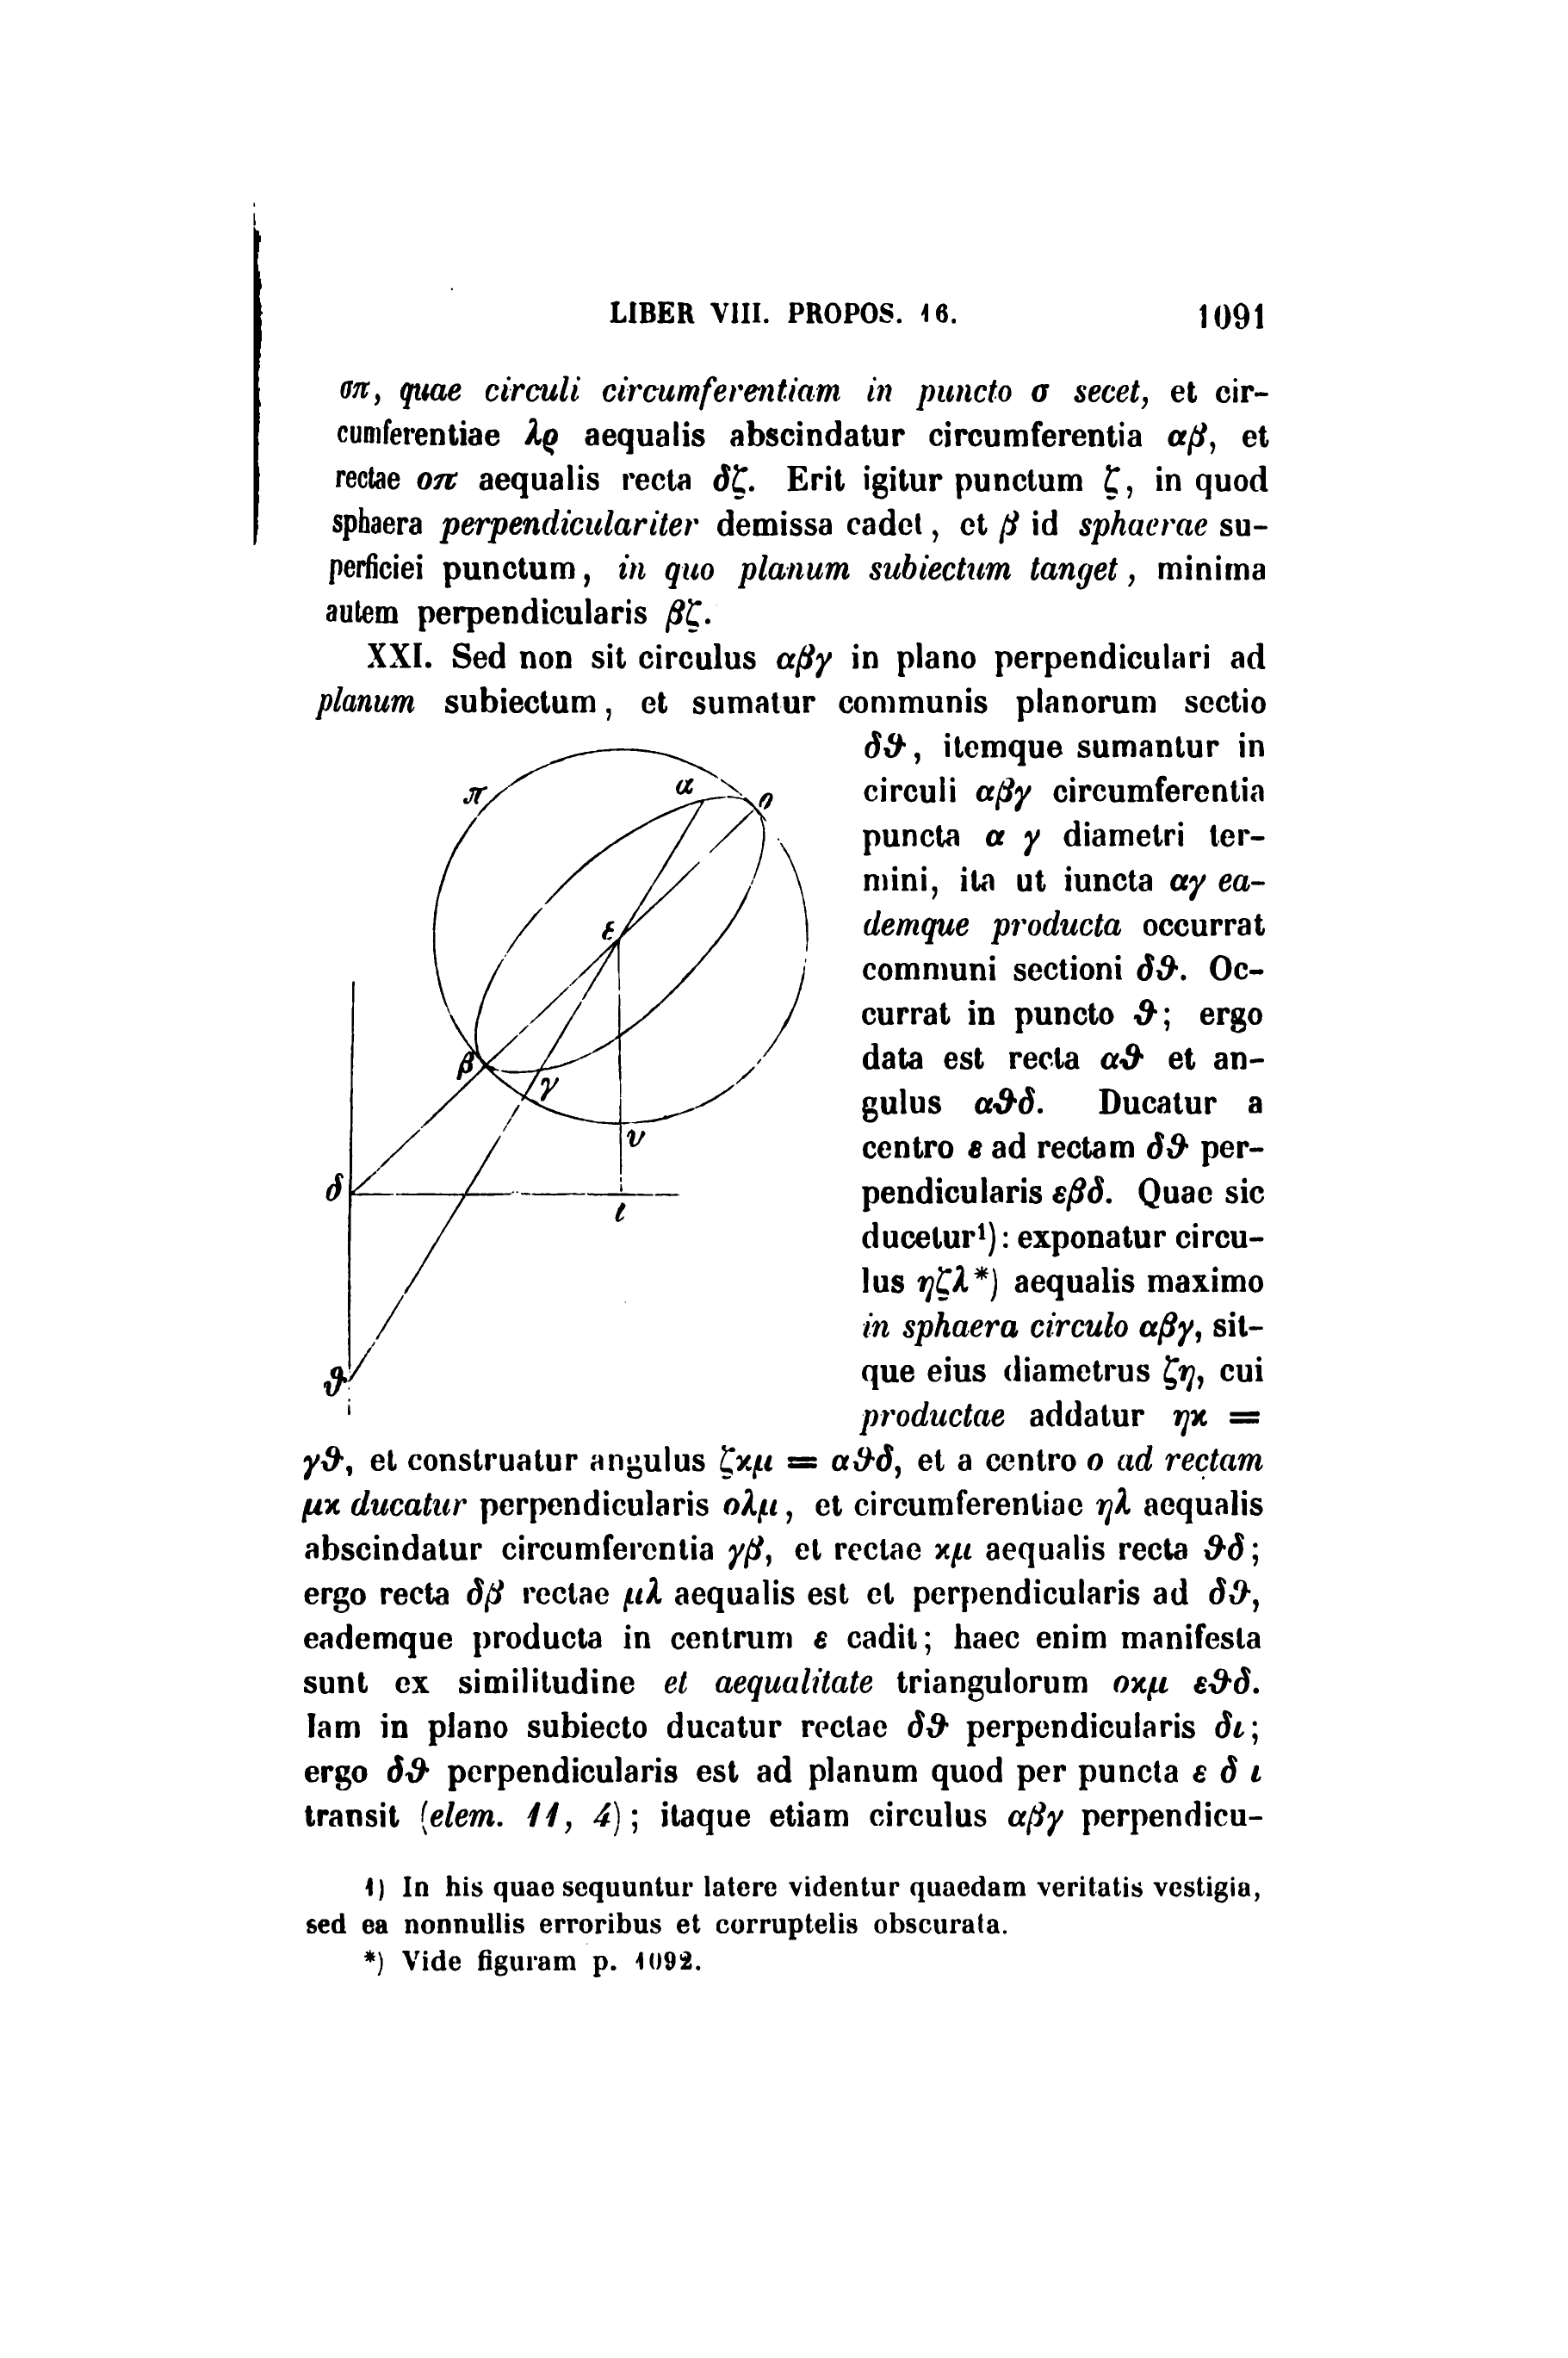 LIBER VIII. PROPOS. 16. 1091
σπ, quae circuli circumferentiam in puncto σ secet, et cir-
cumferentiae λρ aequalis abscindatur circumferentia αβ, et
rectae οπ aequalis recta δζ. Erit igitur punctum ζ, in quod
sphaera perpendiculariter demissa cadet, et β id sphaerae su-
perficiei punctum, in quo planum subiectum tanget, minima
autem perpendicularis βζ.
XXI. Sed non sit circulus αβγ in plano perpendiculari ad
planum subiectum, et sumatur communis planorum sectio
δϑ, itemque sumantur in
circuli αβγ circumferentia
puncta α γ diametri ter-
mini, ita ut iuncta αγ ea-
demque producta occurrat
communi sectioni δϑ. Oc-
currat in puncto ϑ; ergo
data est recta αϑ et an-
gulus αϑδ. Ducatur a
centro ε ad rectam δϑ per-
pendicularis εβδ. Quae sic
ducetur¹): exponatur circu-
lus ηζλ*) aequalis maximo
in sphaera circulo αβγ, sit-
que eius diametrus ζη, cui
productae addatur ηκ =
π
α
ο
ε
β
γ
υ
δ
ι
ϑ
γϑ, et construatur angulus ζκμ = αϑδ, et a centro ο ad rectam
μκ ducatur perpendicularis ολμ, et circumferentiae ηλ aequalis
abscindatur circumferentia γβ, et rectae κμ aequalis recta ϑδ;
ergo recta δβ rectae μλ aequalis est et perpendicularis ad δϑ,
eademque producta in centrum ε cadit; haec enim manifesta
sunt ex similitudine et aequalitate triangulorum οκμ εϑδ.
Iam in plano subiecto ducatur rectae δϑ perpendicularis δι;
ergo δϑ perpendicularis est ad planum quod per puncta ε δ ι
transit (elem. 11, 4); itaque etiam circulus αβγ perpendicu-
1) In his quae sequuntur latere videntur quaedam veritatis vestigia,
sed ea nonnullis erroribus et corruptelis obscurata.
*) Vide figuram p. 1092.